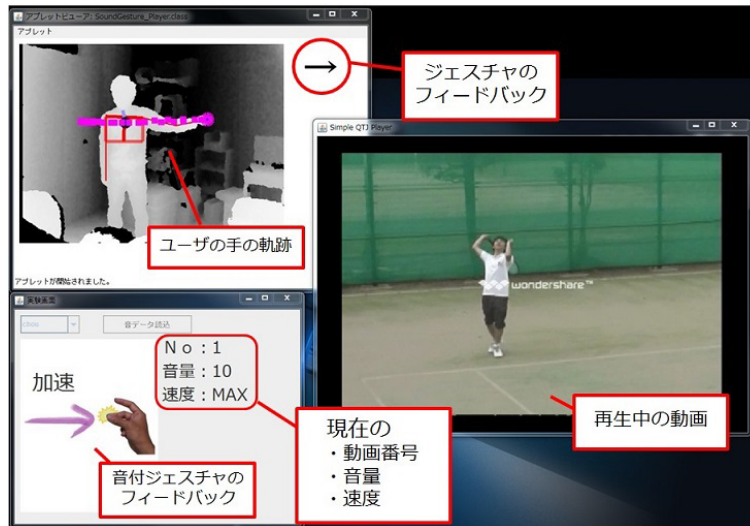 アプレットビューア: SoundGesture_Player.class
アプレット
→
ジェスチャの
フィードバック
Simple QTJ Player
ユーザの手の軌跡
アプレットが開始されました。
wondershare™
実験画面
音データ読込
No：1
音量：10
速度：MAX
加速
再生中の動画
現在の
・動画番号
・音量
・速度
音付ジェスチャの
フィードバック